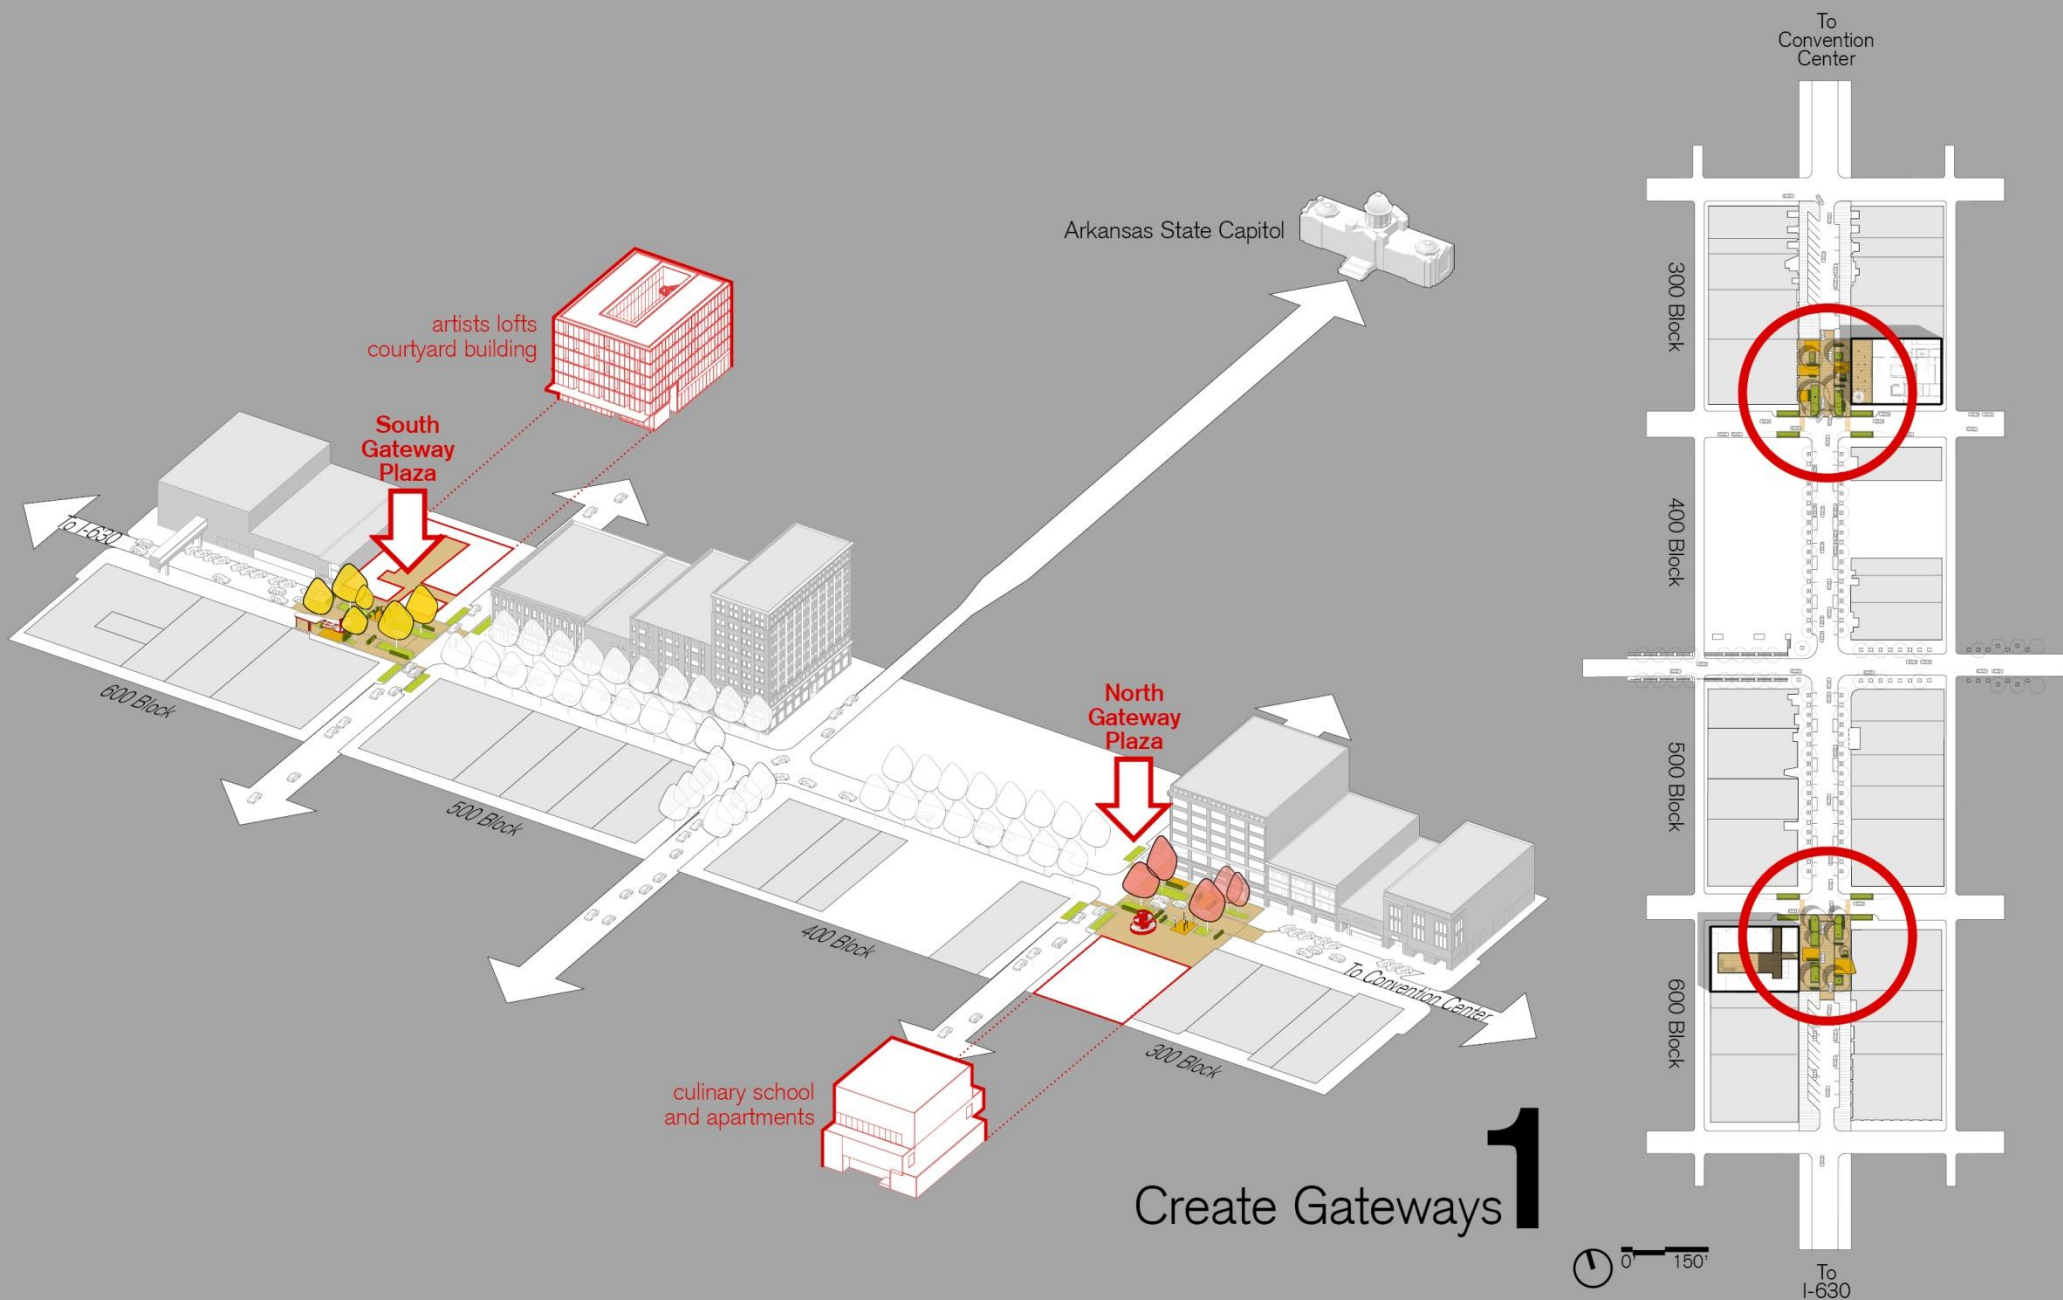 To
Convention
Center
Arkansas State Capitol
artists lofts
courtyard building
South
Gateway
Plaza
To I-630
600 Block
500 Block
North
Gateway
Plaza
400 Block
To Convention Center
300 Block
culinary school
and apartments
Create Gateways 1
300 Block
400 Block
500 Block
600 Block
0' 150'
To
I-630